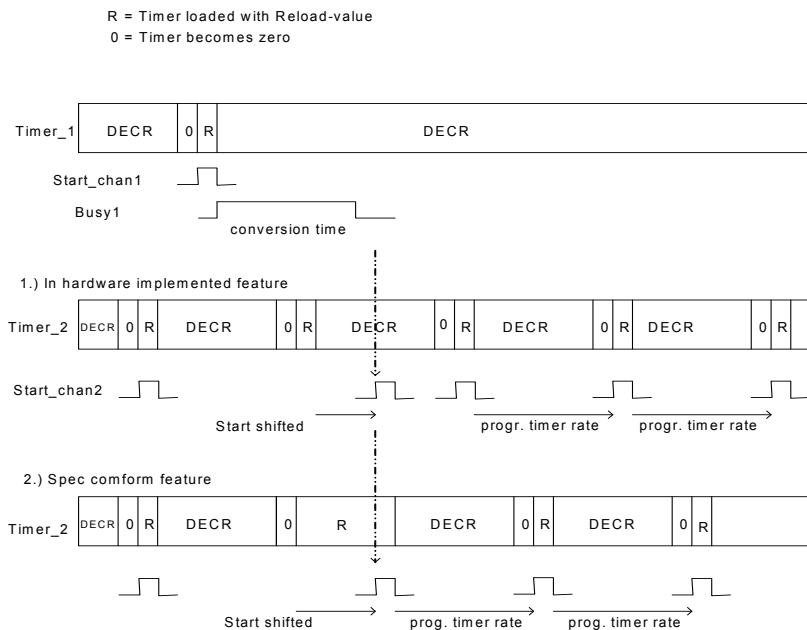 R = Timer loaded with Reload-value
0 = Timer becomes zero
Timer_1 DECR 0 R DECR
Start_chan1
Busy1
conversion time
1.) In hardware implemented feature
Timer_2 DECR 0 R DECR 0 R DECR 0 R DECR 0 R DECR 0 R
Start_chan2
Start shifted progr. timer rate progr. timer rate
2.) Spec comform feature
Timer_2 DECR 0 R DECR 0 R DECR 0 R DECR 0 R
Start shifted prog. timer rate prog. timer rate